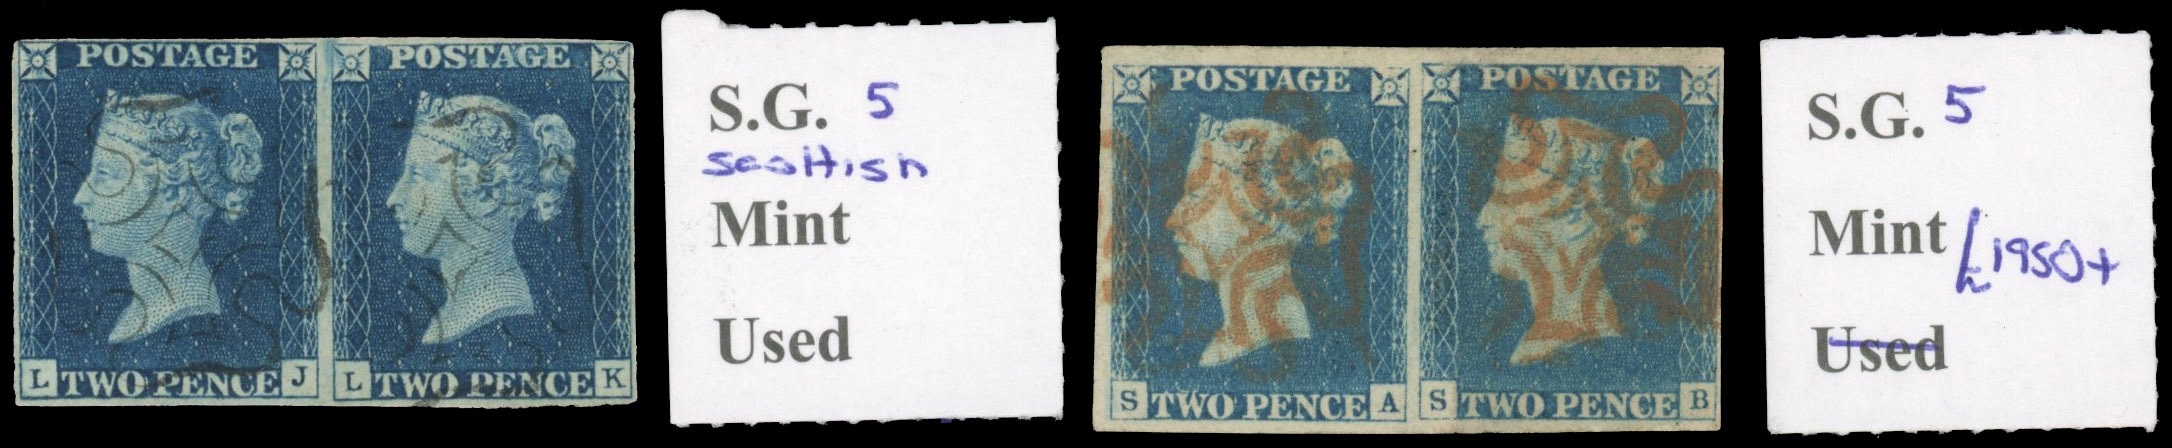 POSTAGE POSTAGE
L TWO PENCE J L TWO PENCE K
S.G. 5
Scottish
Mint
Used
POSTAGE POSTAGE
S TWO PENCE A S TWO PENCE B
S.G. 5
Mint £1950+
Used